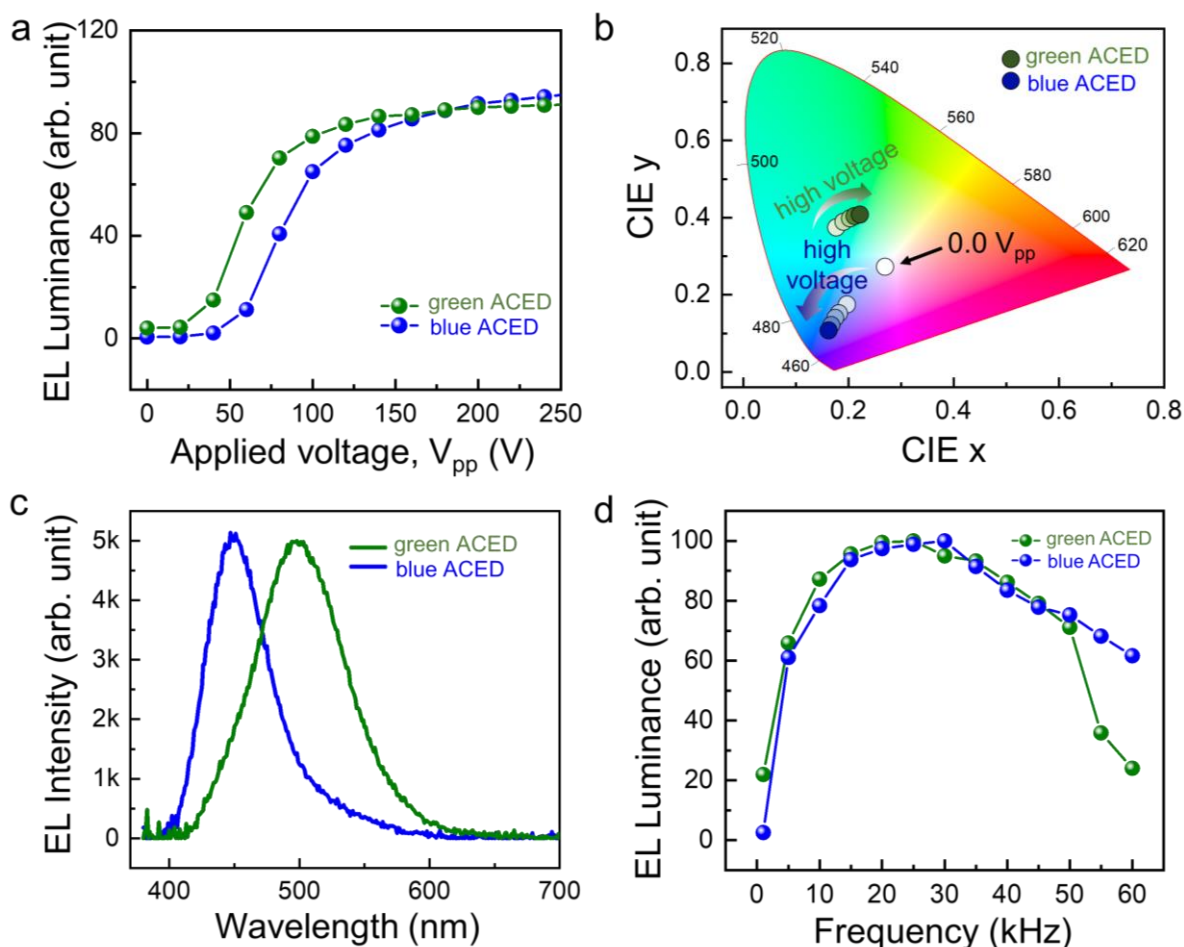 a
EL Luminance (arb. unit)
120
80
40
0
green ACED
blue ACED
0 50 100 150 200 250
Applied voltage, Vpp (V)
b
CIE y
0.8
0.6
0.4
0.2
0.0
520
540
560
500
580
600
620
480
460
green ACED
blue ACED
high voltage
high
voltage
0.0 Vpp
0.0 0.2 0.4 0.6 0.8
CIE x
c
EL Intensity (arb. unit)
5k
4k
3k
2k
1k
0
green ACED
blue ACED
400 500 600 700
Wavelength (nm)
d
EL Luminance (arb. unit)
100
80
60
40
20
0
green ACED
blue ACED
0 10 20 30 40 50 60
Frequency (kHz)